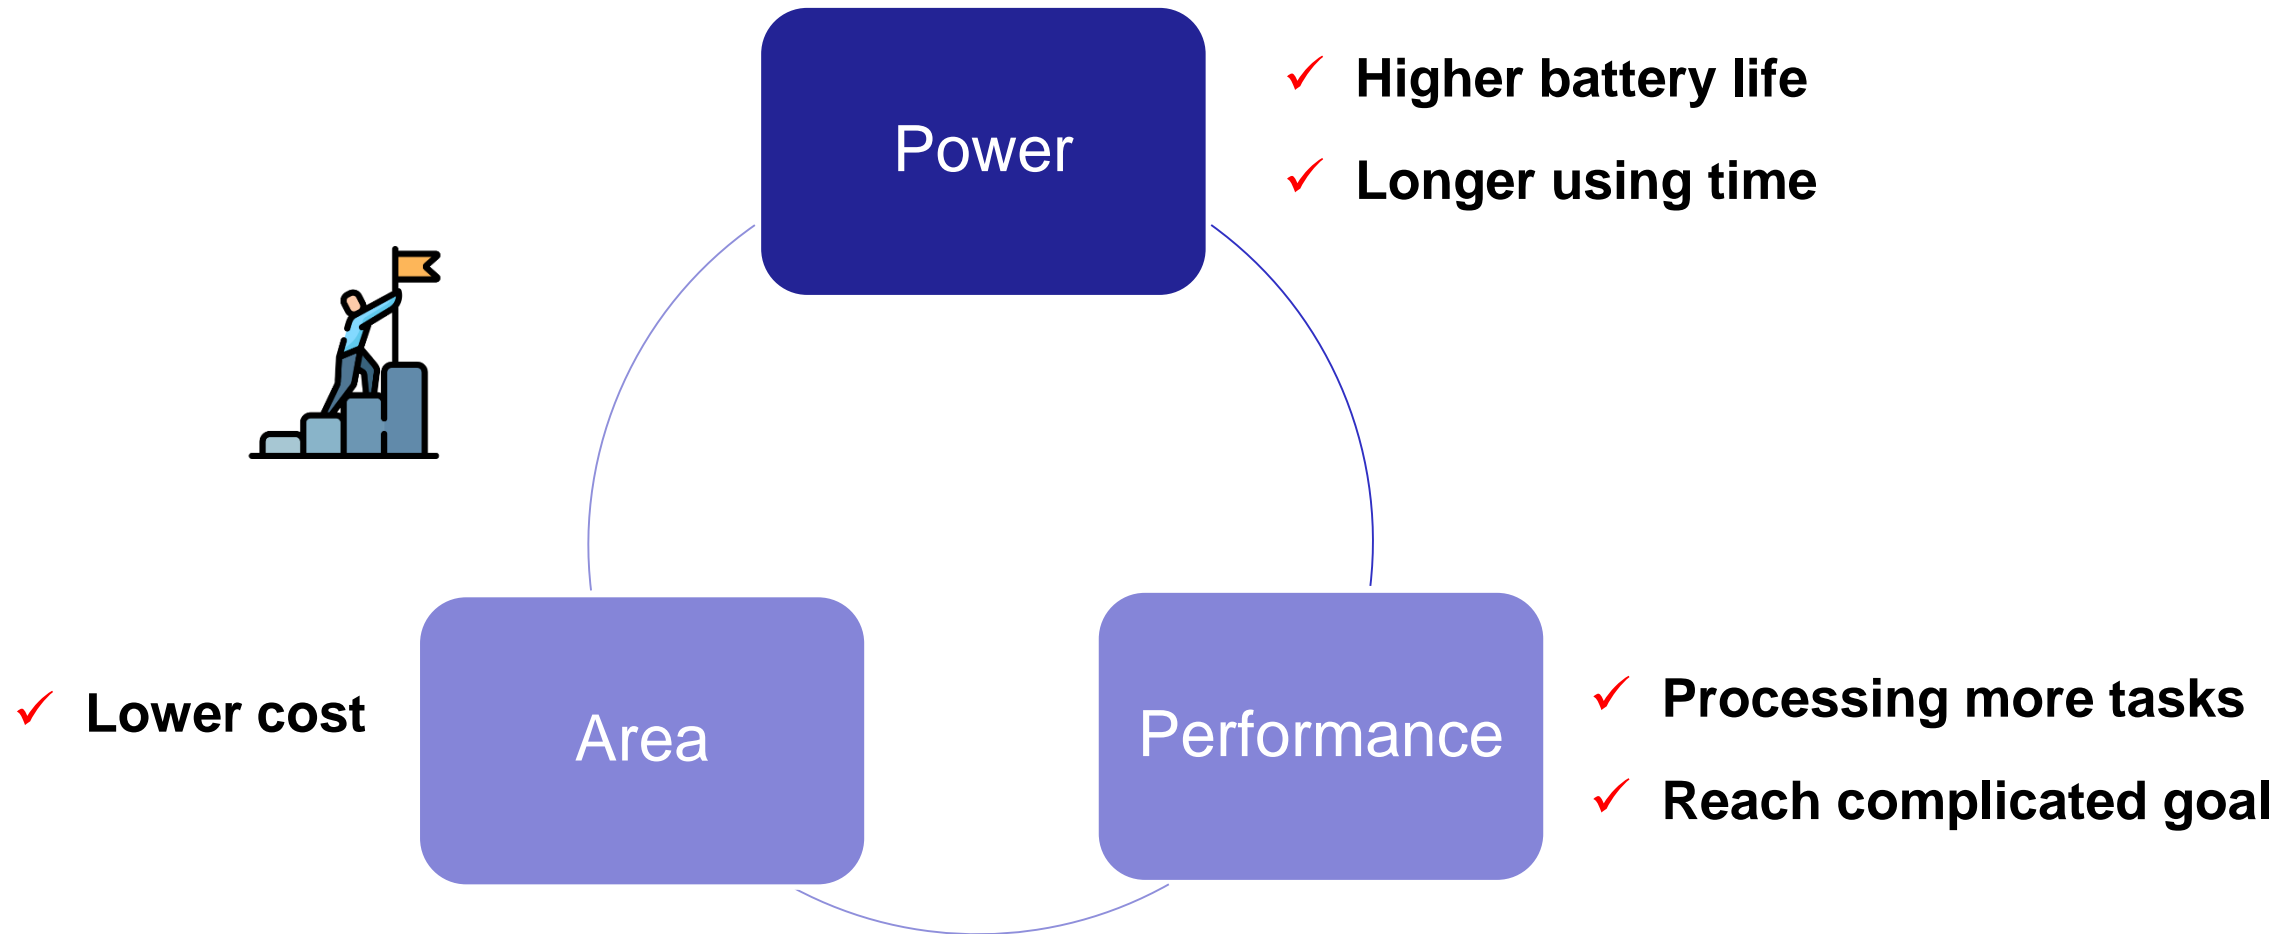 Power
Higher battery life
Longer using time
Lower cost
Area
Performance
Processing more tasks
Reach complicated goal